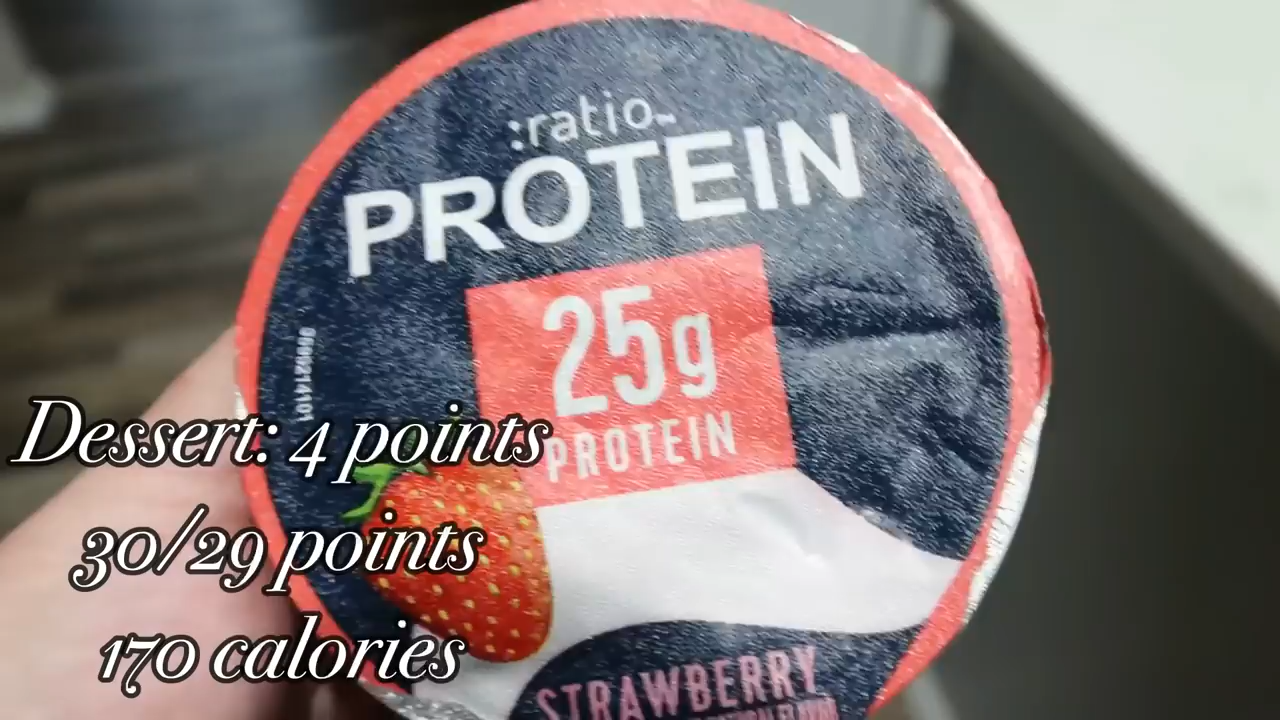 :ratio
PROTEIN
25g
PROTEIN
Dessert: 4 points
30/29 points
170 calories
STRAWBERRY